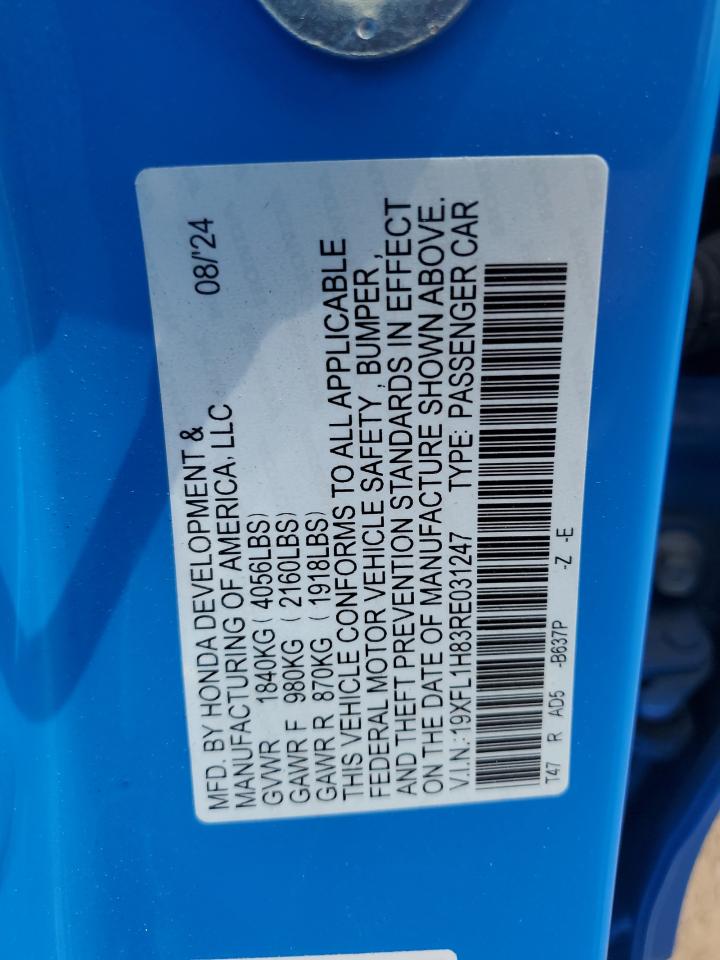 MFD. BY HONDA DEVELOPMENT &
MANUFACTURING OF AMERICA, LLC 08/'24
GVWR 1840KG ( 4056LBS)
GAWR F 980KG ( 2160LBS)
GAWR R 870KG ( 1918LBS)
THIS VEHICLE CONFORMS TO ALL APPLICABLE
FEDERAL MOTOR VEHICLE SAFETY, BUMPER ,
AND THEFT PREVENTION STANDARDS IN EFFECT
ON THE DATE OF MANUFACTURE SHOWN ABOVE.
V.I.N.:19XFL1H83RE031247 TYPE: PASSENGER CAR
T47 R AD5 -B637P -Z -E